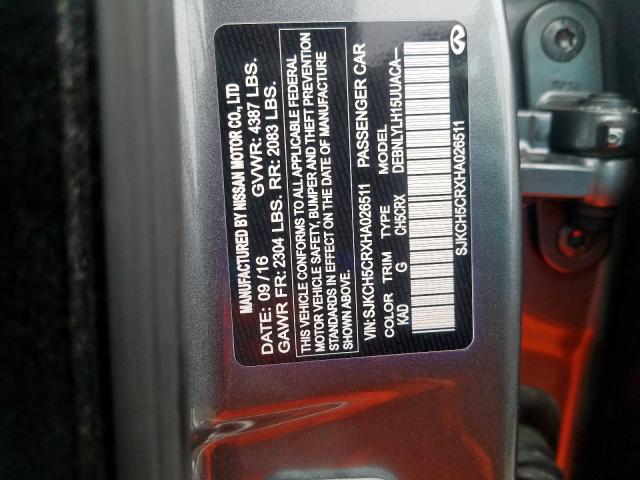 MANUFACTURED BY NISSAN MOTOR CO., LTD
DATE: 09/16 GVWR: 4387 LBS.
GAWR FR: 2304 LBS. RR: 2083 LBS.
THIS VEHICLE CONFORMS TO ALL APPLICABLE FEDERAL
MOTOR VEHICLE SAFETY, BUMPER AND THEFT PREVENTION
STANDARDS IN EFFECT ON THE DATE OF MANUFACTURE
SHOWN ABOVE.
VIN: SJKCH5CRXHA026511 PASSENGER CAR
COLOR TRIM TYPE MODEL
KAD G CH5CRX DEBNLYLH15UUACA—
SJKCH5CRXHA026511